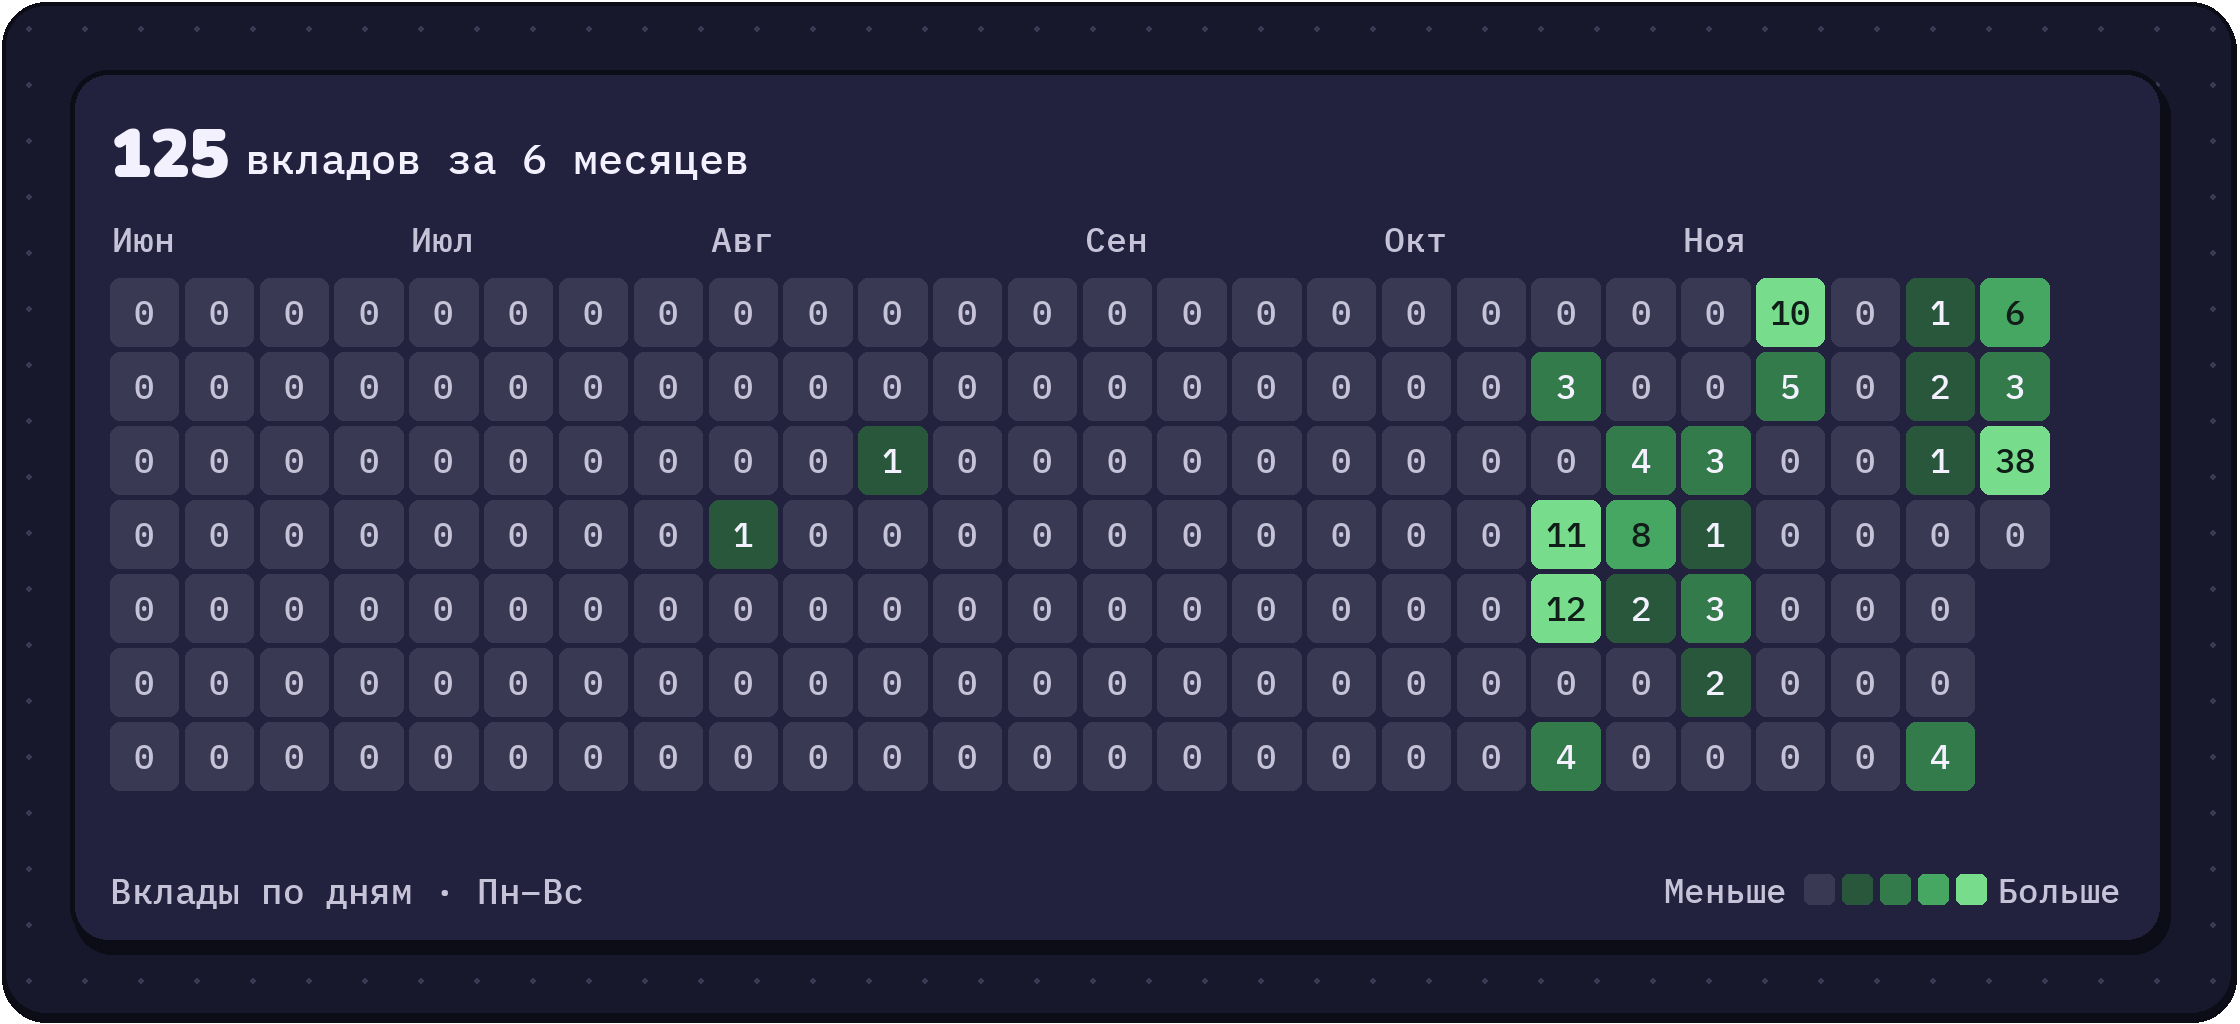 125 вкладов за 6 месяцев
Июн Июл Авг Сен Окт Ноя
0 0 0 0 0 0 0 0 0 0 0 0 0 0 0 0 0 0 0 0 0 0 10 0 1 6
0 0 0 0 0 0 0 0 0 0 0 0 0 0 0 0 0 0 0 3 0 0 5 0 2 3
0 0 0 0 0 0 0 0 0 0 1 0 0 0 0 0 0 0 0 0 4 3 0 0 1 38
0 0 0 0 0 0 0 0 1 0 0 0 0 0 0 0 0 0 0 11 8 1 0 0 0 0
0 0 0 0 0 0 0 0 0 0 0 0 0 0 0 0 0 0 0 12 2 3 0 0 0
0 0 0 0 0 0 0 0 0 0 0 0 0 0 0 0 0 0 0 0 0 2 0 0 0
0 0 0 0 0 0 0 0 0 0 0 0 0 0 0 0 0 0 0 4 0 0 0 0 4
Вклады по дням · Пн–Вс
Меньше Больше